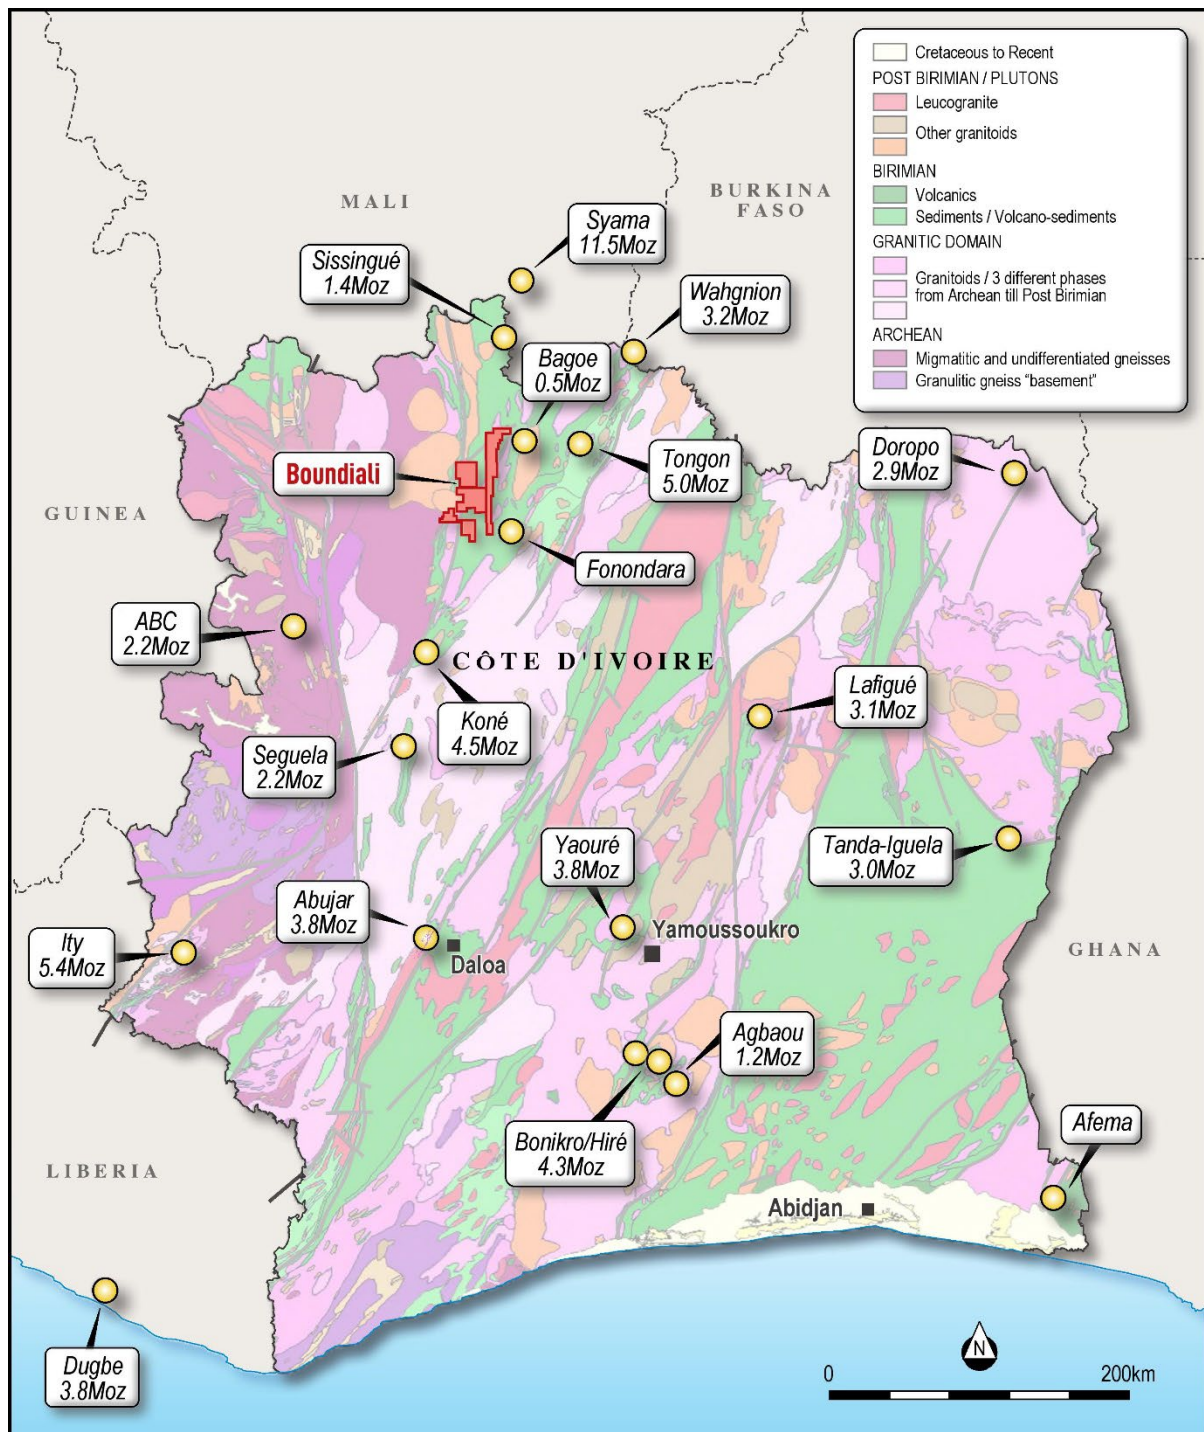 Cretaceous to Recent
POST BIRIMIAN / PLUTONS
Leucogranite
Other granitoids
BIRIMIAN
Volcanics
Sediments / Volcano-sediments
GRANITIC DOMAIN
Granitoids / 3 different phases
from Archean till Post Birimian
ARCHEAN
Migmatitic and undifferentiated gneisses
Granulitic gneiss "basement"
MALI
BURKINA
FASO
Syama
11.5Moz
Sissingué
1.4Moz
Wahgnion
3.2Moz
Bagoe
0.5Moz
Boundiali
Tongon
5.0Moz
Doropo
2.9Moz
GUINEA
Fonondara
ABC
2.2Moz
CÔTE D'IVOIRE
Koné
4.5Moz
Lafigué
3.1Moz
Seguela
2.2Moz
Yaouré
3.8Moz
Tanda-Iguela
3.0Moz
Abujar
3.8Moz
Ity
5.4Moz
Daloa
Yamoussoukro
GHANA
Agbaou
1.2Moz
Bonikro/Hiré
4.3Moz
Afema
LIBERIA
Abidjan
Dugbe
3.8Moz
N
0 200km